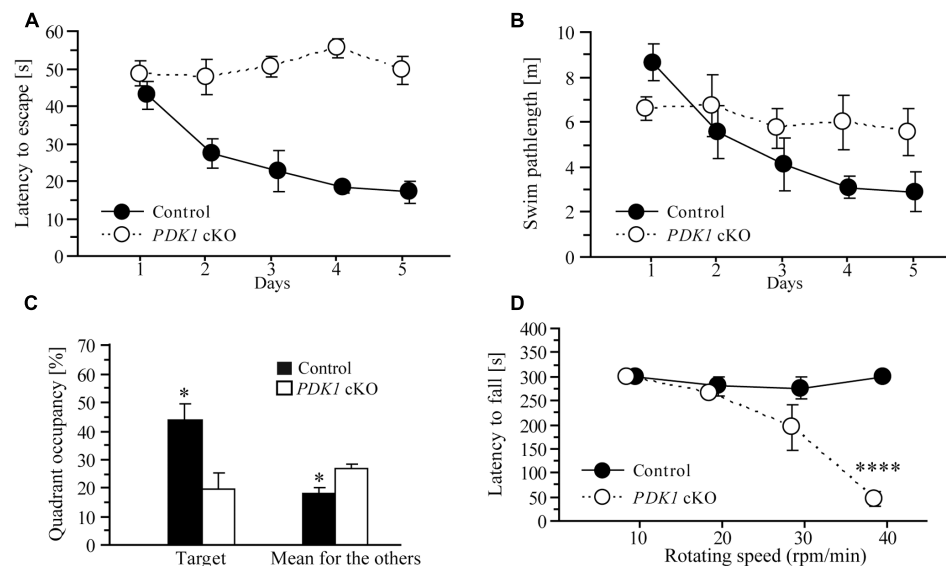 A
Latency to escape [s]
60
50
40
30
20
10
0
Control
PDK1 cKO
1 2 3 4 5
Days
B
Swim pathlength [m]
10
8
6
4
2
0
Control
PDK1 cKO
1 2 3 4 5
Days
C
Quadrant occupancy [%]
70
60
50
40
30
20
10
0
*
*
Control
PDK1 cKO
Target Mean for the others
D
Latency to fall [s]
400
350
300
250
200
150
100
50
0
****
Control
PDK1 cKO
10 20 30 40
Rotating speed (rpm/min)